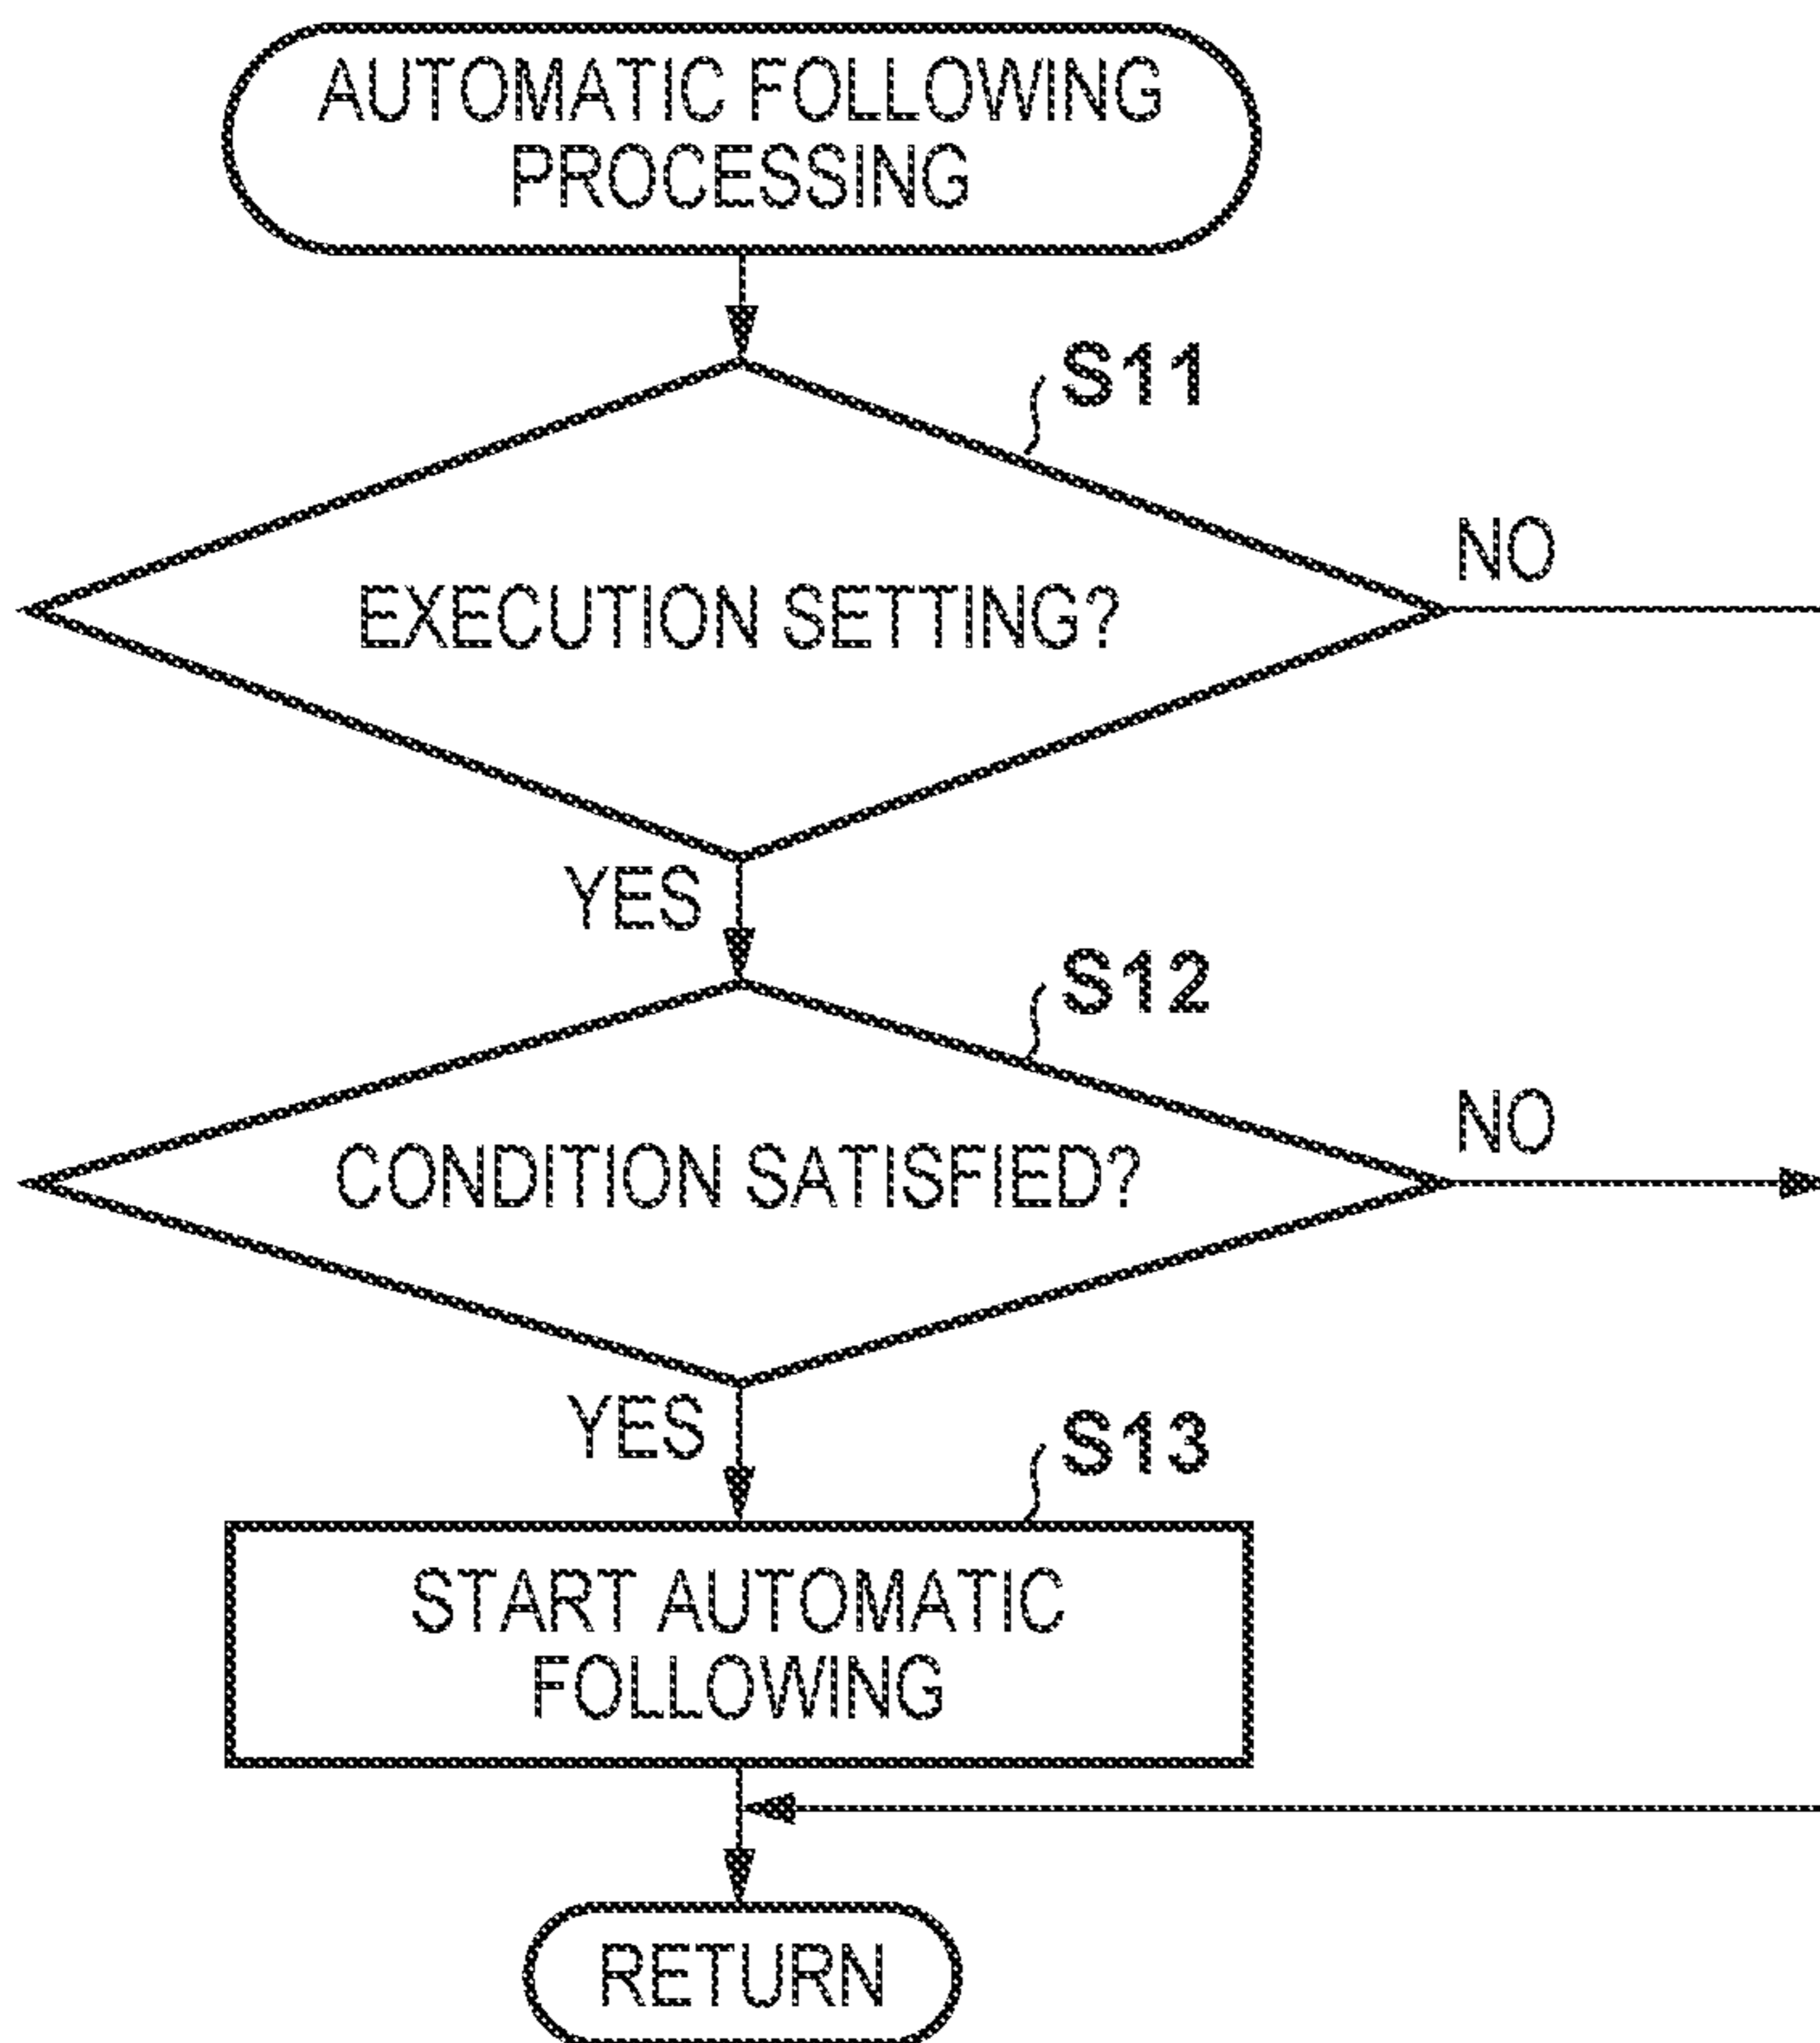 AUTOMATIC FOLLOWING
PROCESSING
S11
NO
EXECUTION SETTING?
YES
S12
NO
CONDITION SATISFIED?
YES
S13
START AUTOMATIC
FOLLOWING
RETURN